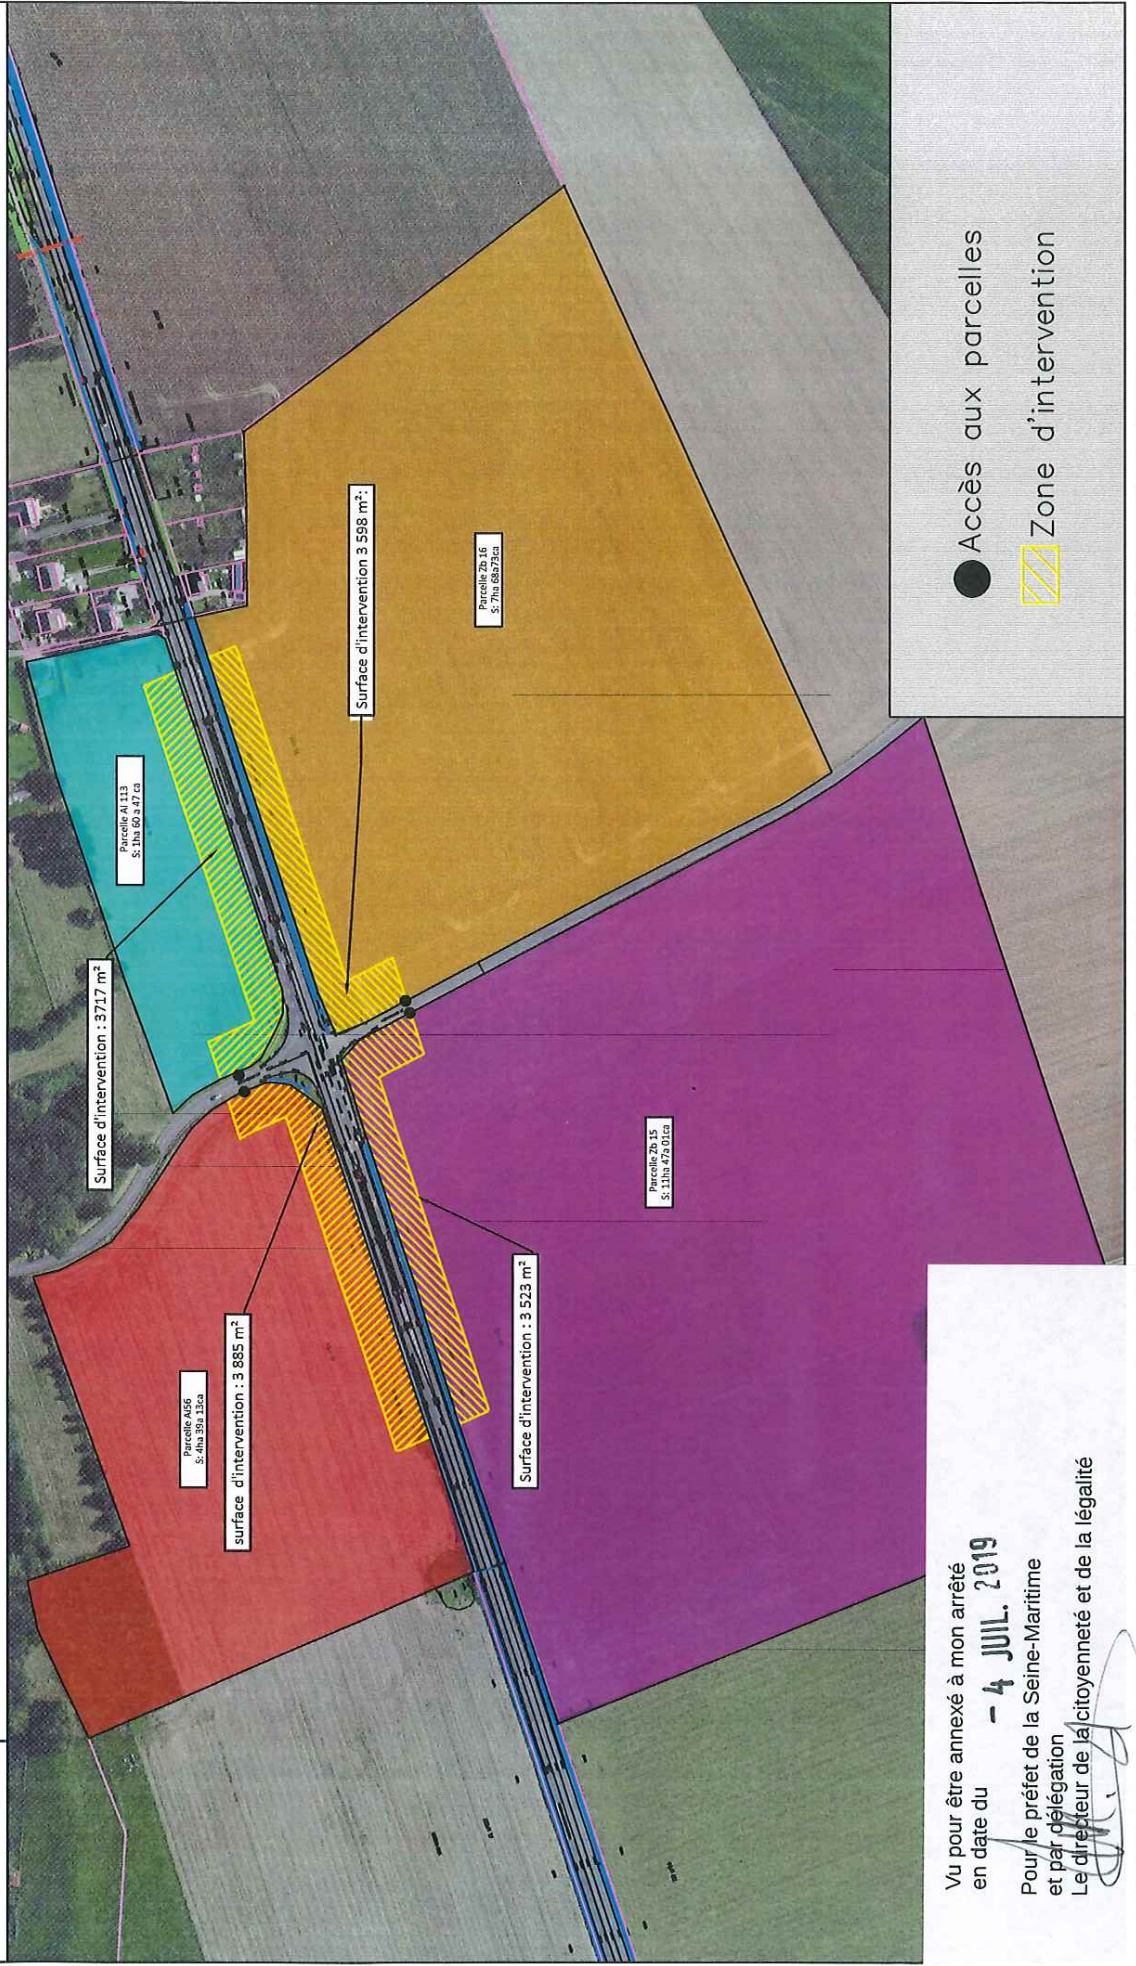 Surface d'intervention : 3717 m²
Parcelle AI 113
S: 1ha 60 a 47 ca
Parcelle AI56
S: 4ha 39a 13ca
surface d'intervention : 3 885 m²
Surface d'intervention 3 598 m²:
Parcelle Zb 16
S: 7ha 68a73ca
Surface d'intervention : 3 523 m²
Parcelle Zb 15
S: 11ha 47a 01ca
Accès aux parcelles
Zone d'intervention
Vu pour être annexé à mon arrêté
en date du - 4 JUIL. 2019
Pour le préfet de la Seine-Maritime
et par délégation
Le directeur de la citoyenneté et de la légalité